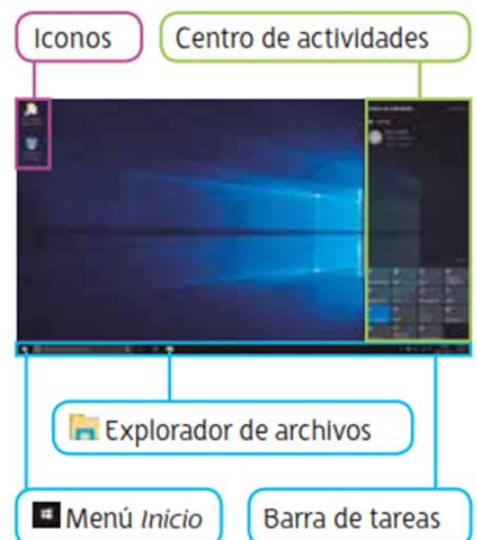 Iconos
Centro de actividades
Explorador de archivos
Menú Inicio
Barra de tareas